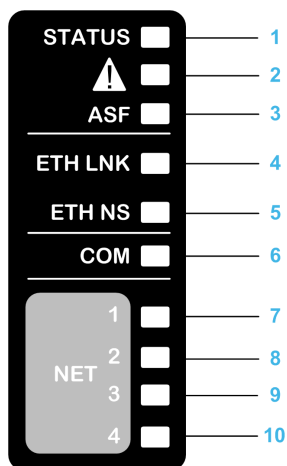 STATUS 1
2
ASF 3
ETH LNK 4
ETH NS 5
COM 6
1 7
2 8
NET
3 9
4 10